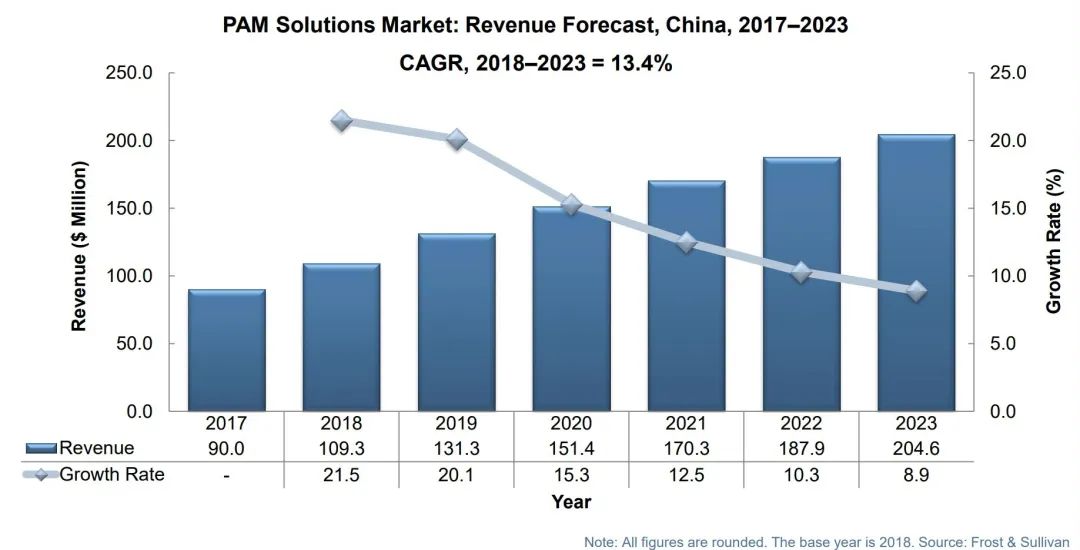 PAM Solutions Market: Revenue Forecast, China, 2017–2023
CAGR, 2018–2023 = 13.4%
250.0 25.0
200.0 20.0
150.0 15.0
100.0 10.0
50.0 5.0
0.0 0.0
Revenue ($ Million)
Growth Rate (%)
2017 2018 2019 2020 2021 2022 2023
Revenue 90.0 109.3 131.3 151.4 170.3 187.9 204.6
Growth Rate - 21.5 20.1 15.3 12.5 10.3 8.9
Year
Note: All figures are rounded. The base year is 2018. Source: Frost & Sullivan